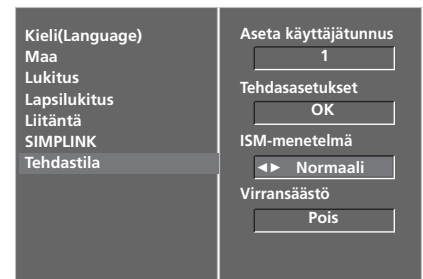 Kieli(Language)
Maa
Lukitus
Lapsilukitus
Liitäntä
SIMPLINK
Tehdastila
Aseta käyttäjätunnus
1
Tehdasasetukset
OK
ISM-menetelmä
◄► Normaali
Virransäästö
Pois